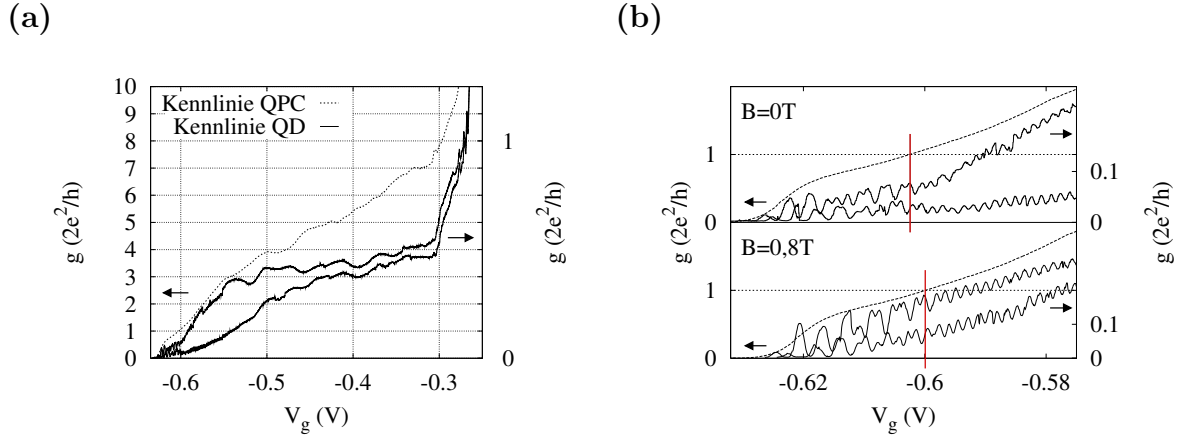 (a)
(b)
Kennlinie QPC
Kennlinie QD
10
9
8
7
6
5
4
3
2
1
0
g (2e²/h)
1
0
g (2e²/h)
-0.6
-0.5
-0.4
-0.3
V_g (V)
B=0T
1
0
g (2e²/h)
0.1
0
g (2e²/h)
B=0,8T
1
0
0.1
0
-0.62
-0.6
-0.58
V_g (V)